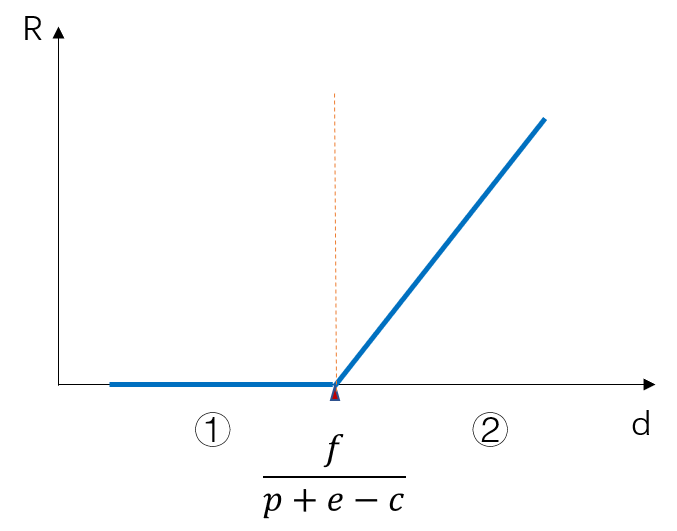 R
① ②
d
f
p + e − c